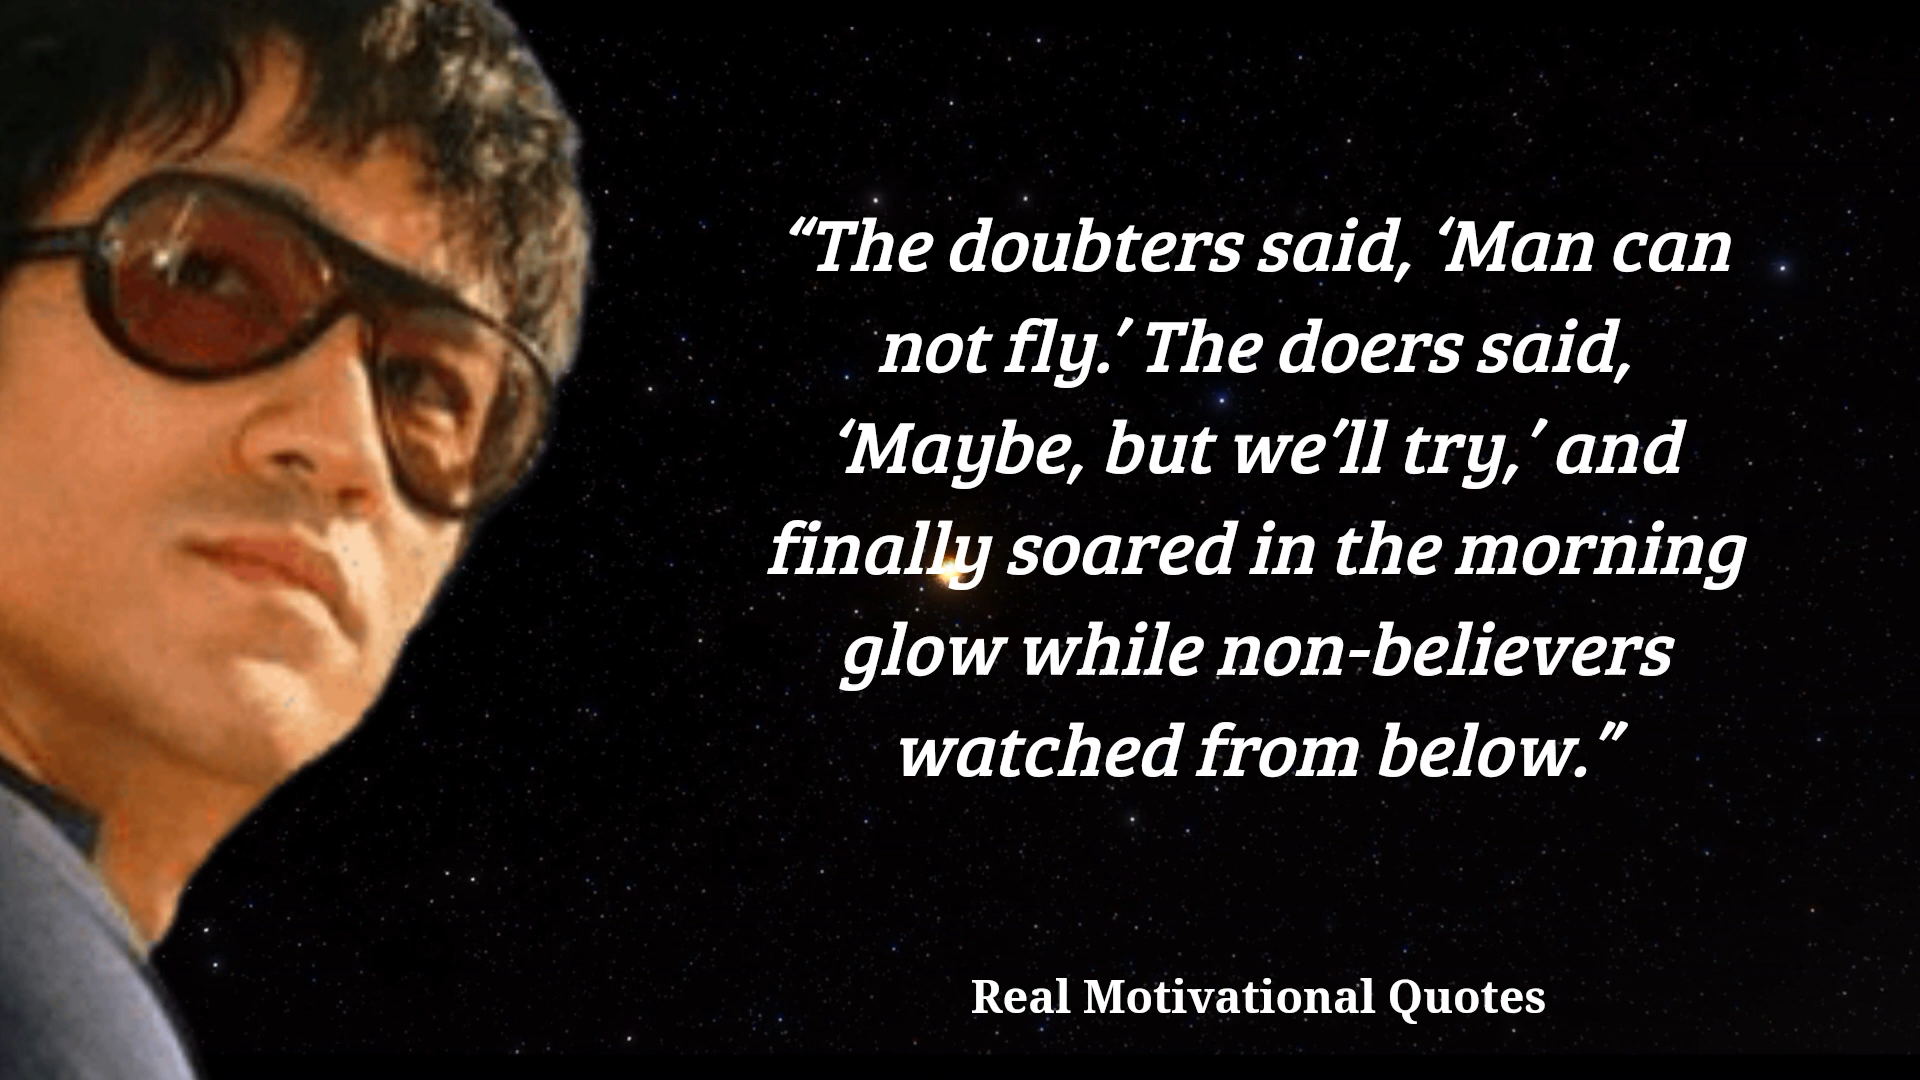 “The doubters said, ‘Man can
not fly.’ The doers said,
‘Maybe, but we’ll try,’ and
finally soared in the morning
glow while non-believers
watched from below.”
Real Motivational Quotes